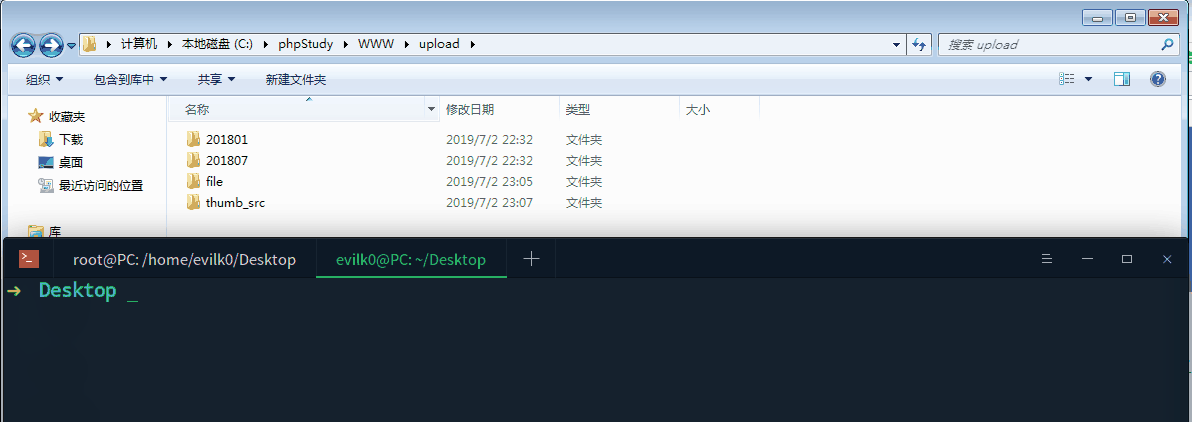 计算机 本地磁盘 (C:) phpStudy WWW upload 搜索 upload
组织 包含到库中 共享 新建文件夹
收藏夹
下载
桌面
最近访问的位置
库
名称 修改日期 类型 大小
201801 2019/7/2 22:32 文件夹
201807 2019/7/2 22:32 文件夹
file 2019/7/2 23:05 文件夹
thumb_src 2019/7/2 23:07 文件夹
root@PC: /home/evilk0/Desktop evilk0@PC: ~/Desktop
➜ Desktop _